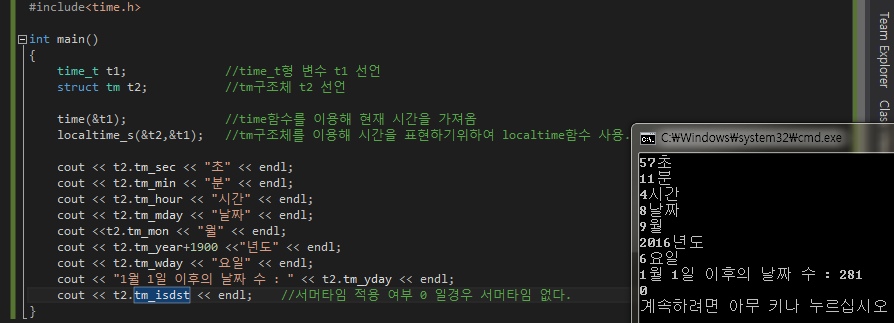 #include<time.h>
int main()
{
time_t t1; //time_t형 변수 t1 선언
struct tm t2; //tm구조체 t2 선언
time(&t1); //time함수를 이용해 현재 시간을 가져옴
localtime_s(&t2,&t1); //tm구조체를 이용해 시간을 표현하기위하여 localtime함수 사용.
cout << t2.tm_sec << "초" << endl;
cout << t2.tm_min << "분" << endl;
cout << t2.tm_hour << "시간" << endl;
cout << t2.tm_mday << "날짜" << endl;
cout <<t2.tm_mon << "월" << endl;
cout << t2.tm_year+1900 <<"년도" << endl;
cout << t2.tm_wday << "요일" << endl;
cout << "1월 1일 이후의 날짜 수 : " << t2.tm_yday << endl;
cout << t2.tm_isdst << endl; //서머타임 적용 여부 0 일경우 서머타임 없다.
}
C:₩Windows₩system32₩cmd.exe
57초
11분
4시간
8날짜
9월
2016년도
6요일
1월 1일 이후의 날짜 수 : 281
0
계속하려면 아무 키나 누르십시오
Team Explorer
Clas